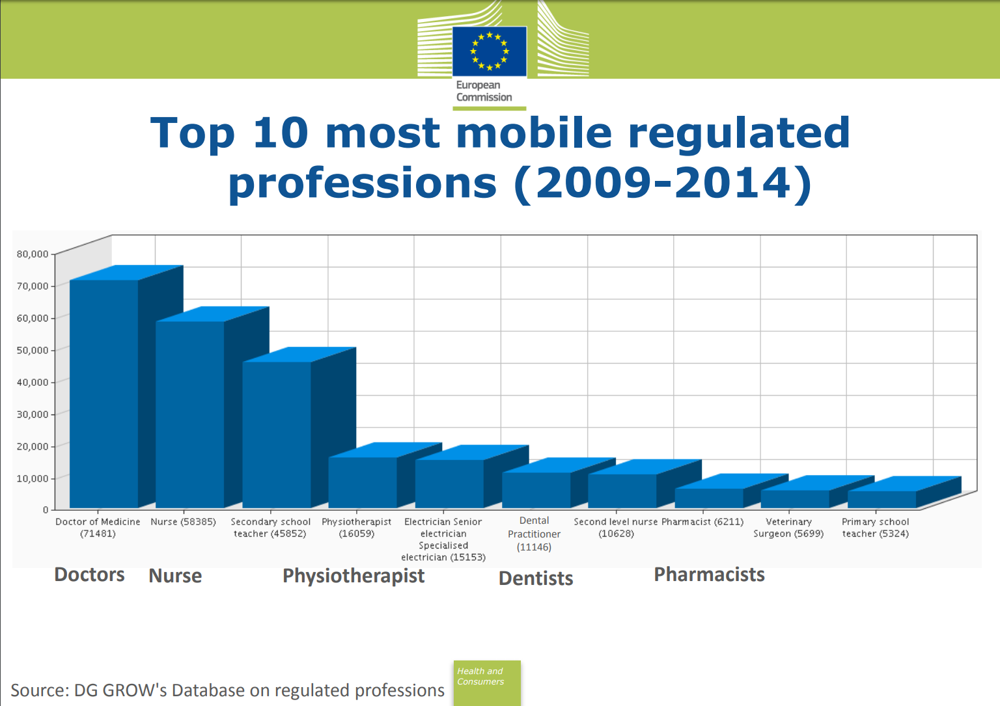 European
Commission
Top 10 most mobile regulated
professions (2009-2014)
80,000
70,000
60,000
50,000
40,000
30,000
20,000
10,000
0
Doctor of Medicine
(71481)
Nurse (58385)
Secondary school
teacher (45852)
Physiotherapist
(16059)
Electrician Senior
electrician
Specialised
electrician (15153)
Dental
Practitioner
(11146)
Second level nurse
(10628)
Pharmacist (6211)
Veterinary
Surgeon (5699)
Primary school
teacher (5324)
Doctors
Nurse
Physiotherapist
Dentists
Pharmacists
Health and
Consumers
Source: DG GROW's Database on regulated professions